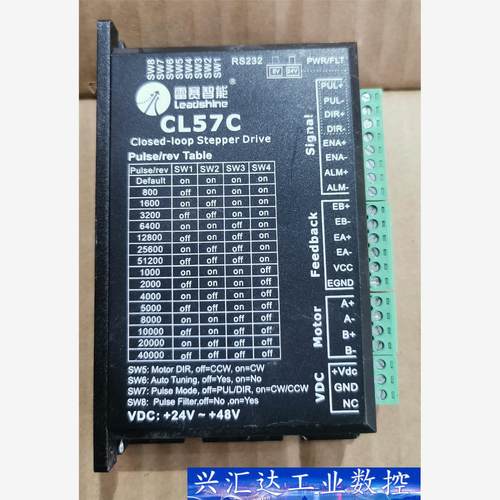 SW8
SW7
SW6
SW5
SW4
SW3
SW2
SW1
RS232
5V
24V
PWR/FLT
雷赛智能
Leadshine
CL57C
Closed-loop Stepper Drive
Pulse/rev Table
Pulse/rev SW1 SW2 SW3 SW4
Default on on on on
800 off on on on
1600 on off on on
3200 off off on on
6400 on on off on
12800 off on off on
25600 on off off on
51200 off off off on
1000 on on on off
2000 off on on off
4000 on off on off
5000 off off on off
8000 on on off off
10000 off on off off
20000 on off off off
40000 off off off off
SW5: Motor DIR, off=CCW, on=CW
SW6: Auto Tuning, off=Yes, on=No
SW7: Pulse Mode, off=PUL/DIR, on=CW/CCW
SW8: Pulse Filter,off=No ,on=Yes
VDC: +24V ~ +48V
Signal
PUL+
PUL-
DIR+
DIR-
ENA+
ENA-
ALM+
ALM-
Feedback
EB+
EB-
EA+
EA-
VCC
EGND
Motor
A+
A-
B+
B-
VDC
+Vdc
GND
NC
兴汇达工业数控